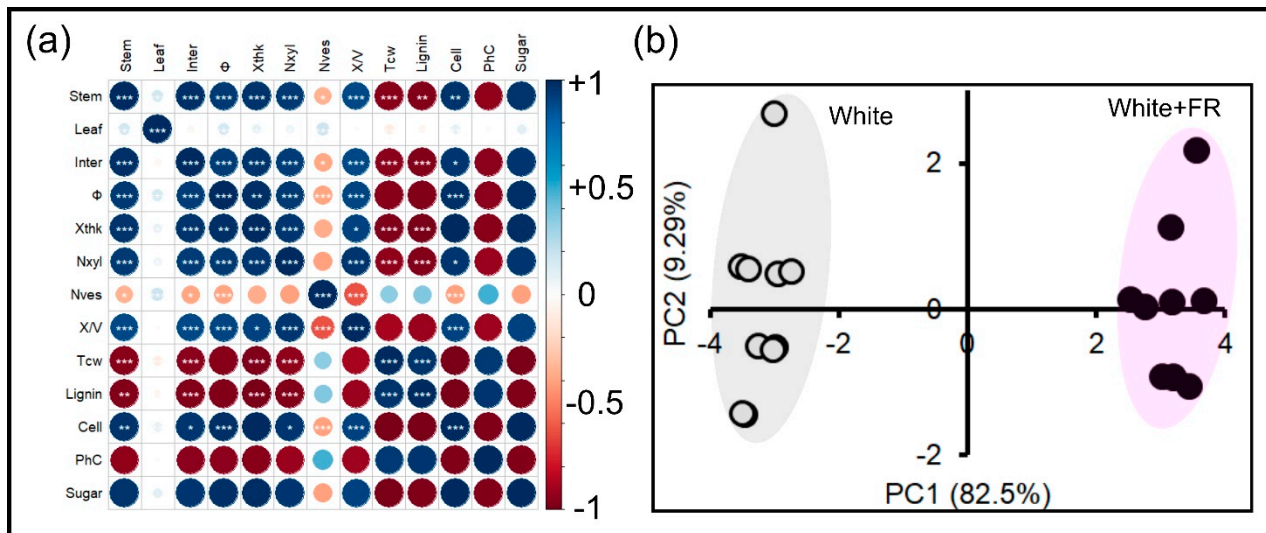 (a)
Stem Leaf Inter Φ Xthk Nxyl Nves X/V Tcw Lignin Cell PhC Sugar
Stem
Leaf
Inter
Φ
Xthk
Nxyl
Nves
X/V
Tcw
Lignin
Cell
PhC
Sugar
+1
+0.5
0
-0.5
-1
(b)
White
White+FR
2
0
-2
-4
-2
0
2
4
PC2 (9.29%)
PC1 (82.5%)